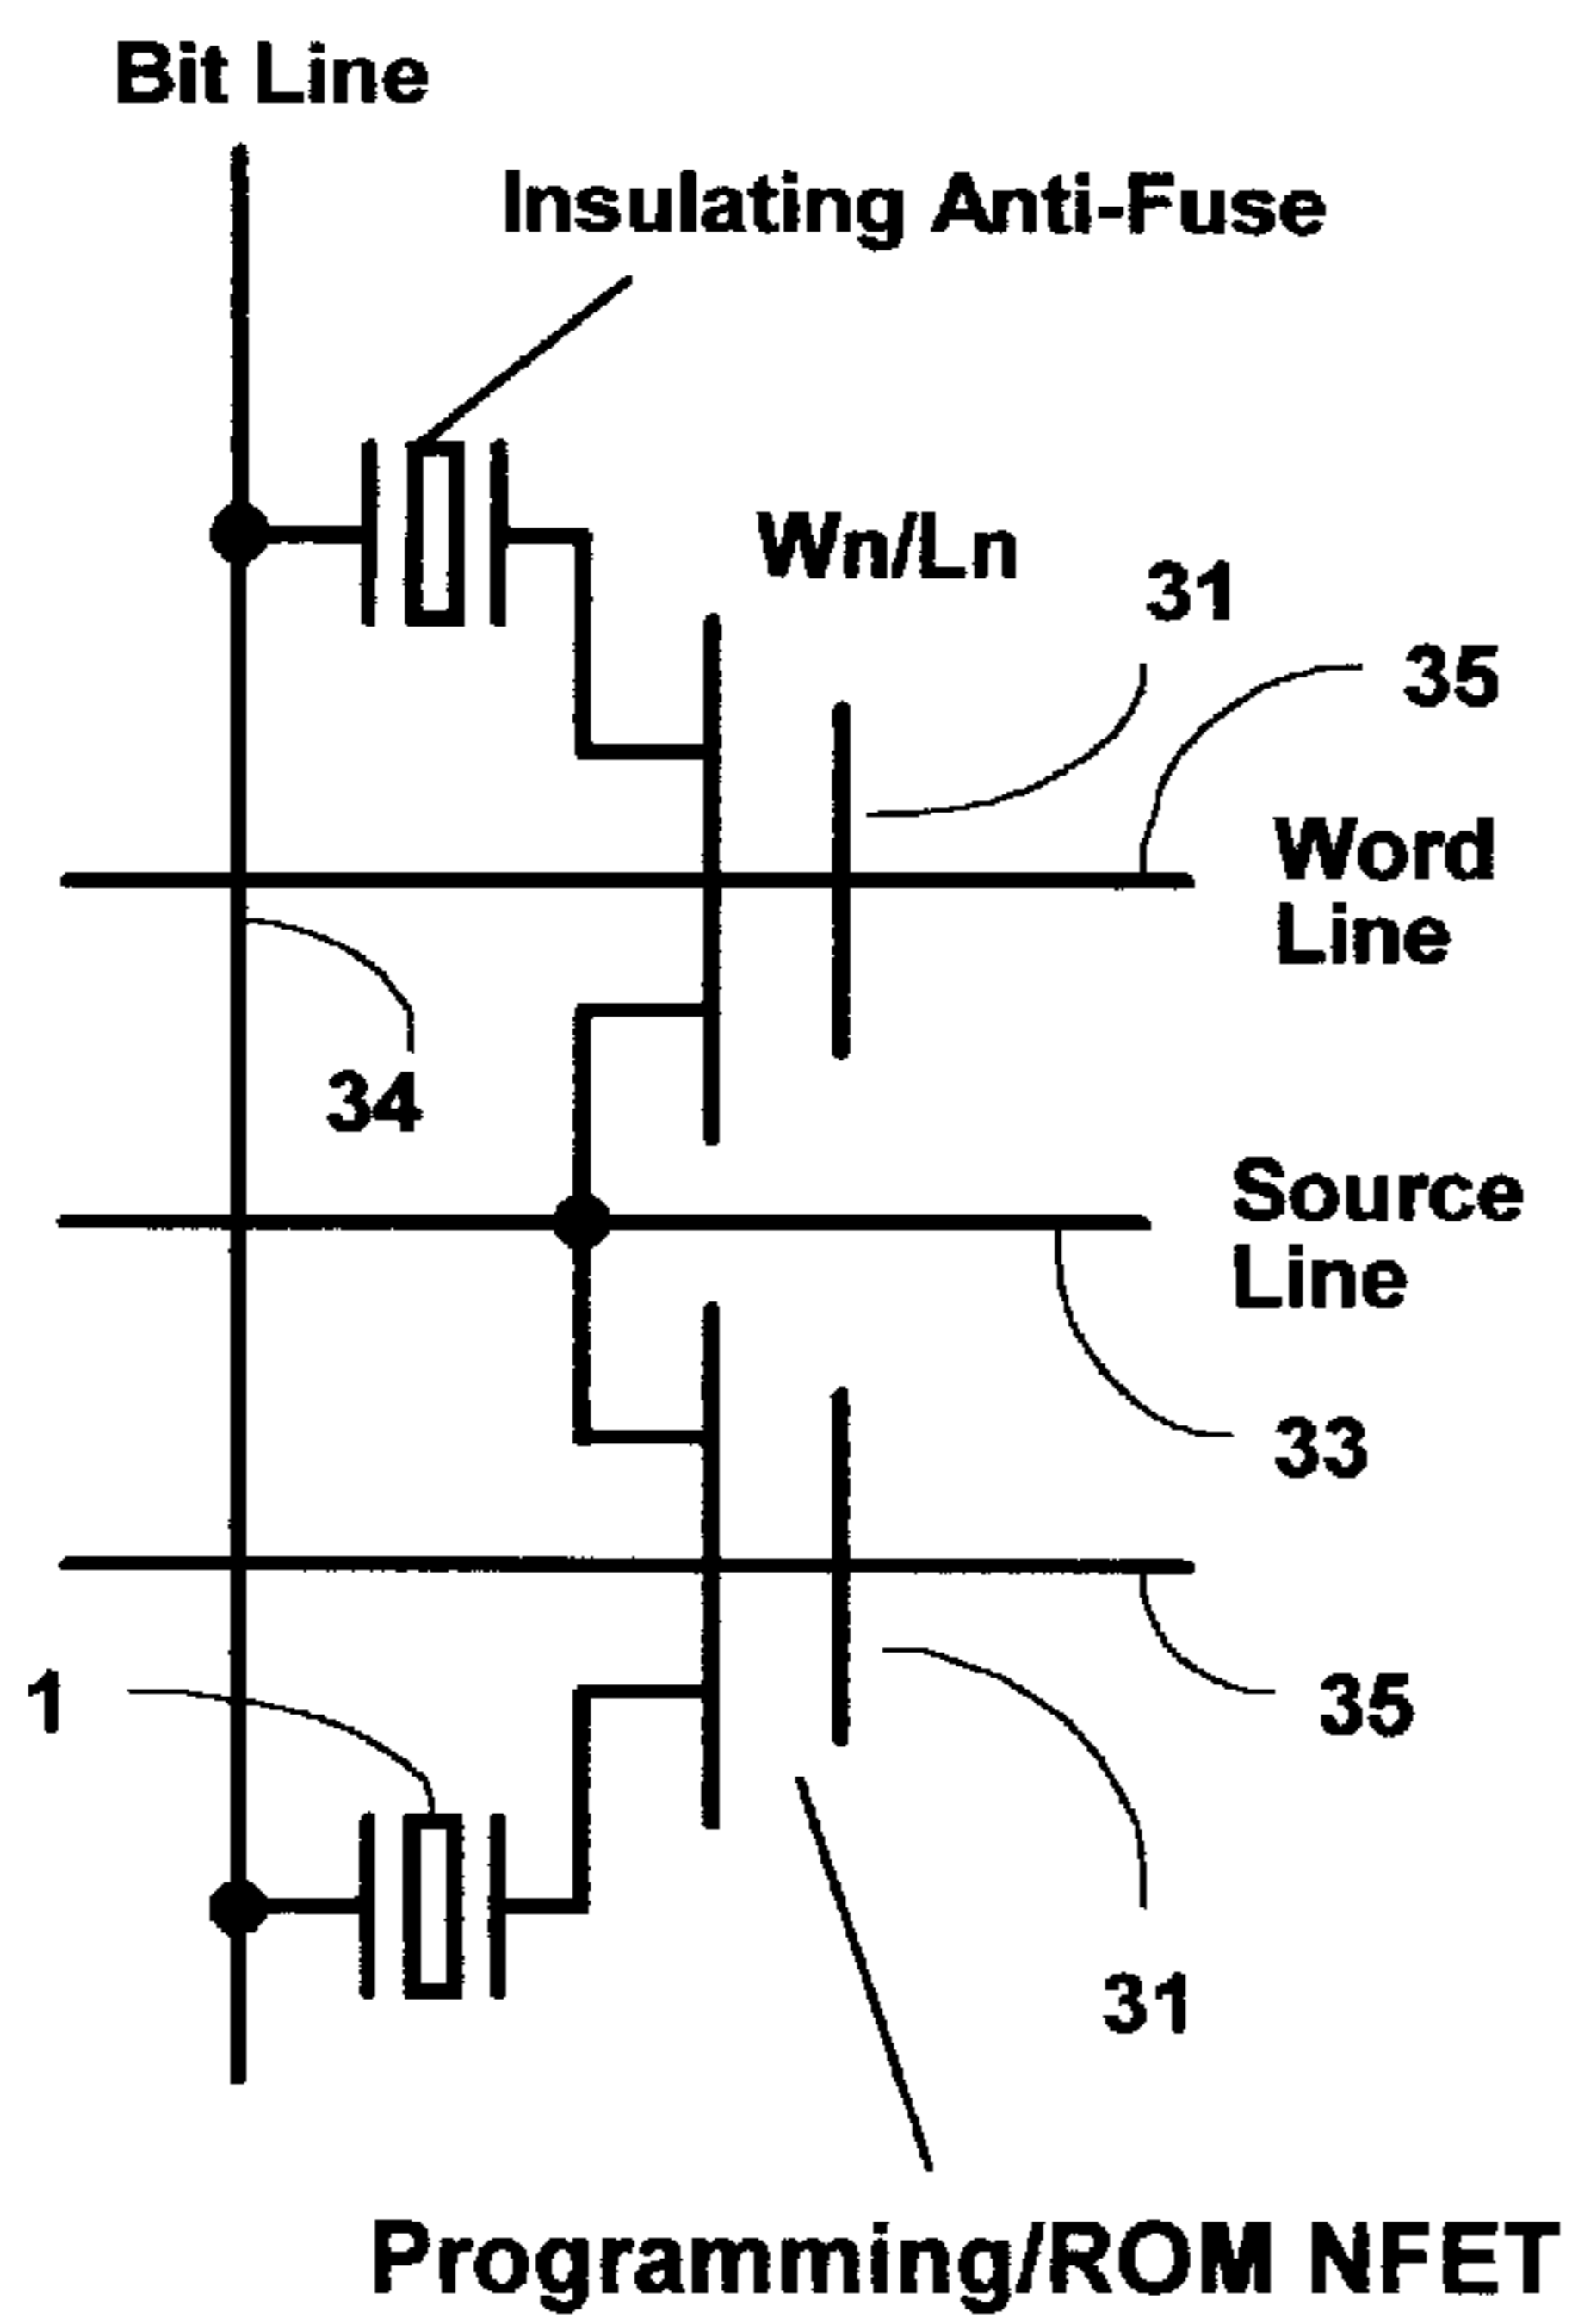 Bit Line
Insulating Anti-Fuse
Wn/Ln
31
35
Word
Line
34
Source
Line
33
1
35
31
Programming/ROM NFET